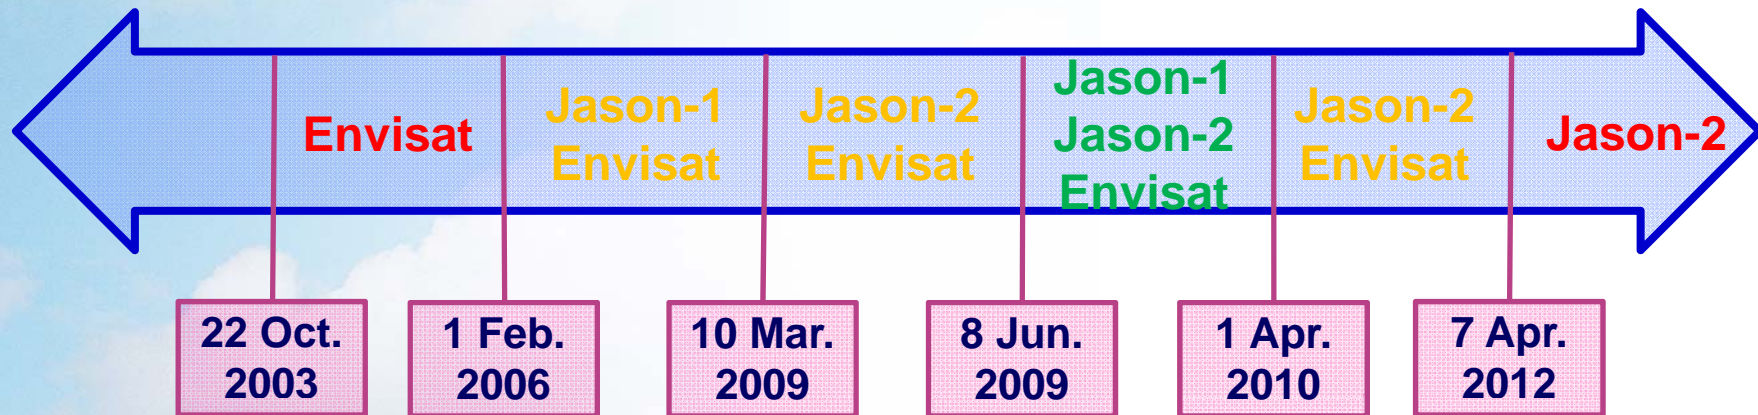 Envisat
Jason-1
Envisat
Jason-2
Envisat
Jason-1
Jason-2
Envisat
Jason-2
Envisat
Jason-2
22 Oct.
2003
1 Feb.
2006
10 Mar.
2009
8 Jun.
2009
1 Apr.
2010
7 Apr.
2012